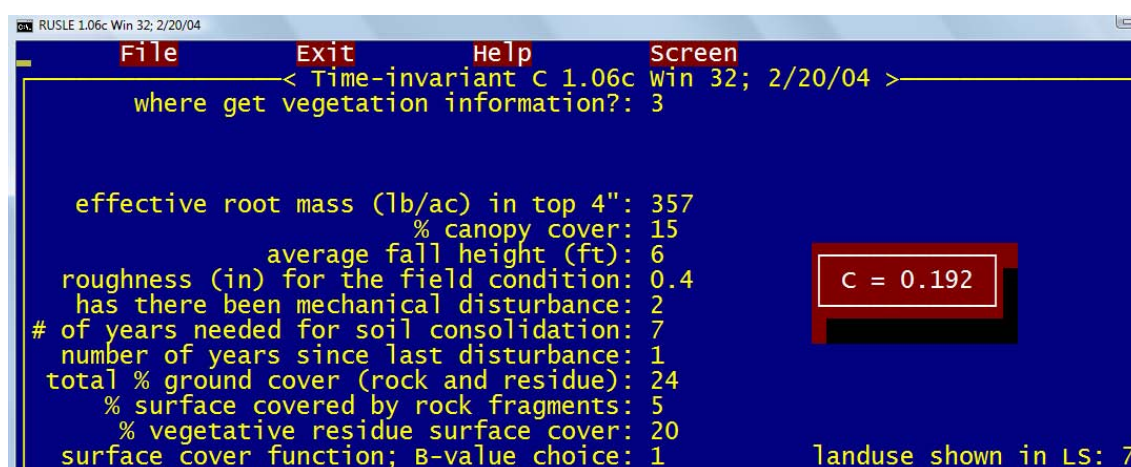 RUSLE 1.06c Win 32; 2/20/04
File Exit Help Screen
< Time-invariant C 1.06c Win 32; 2/20/04 >
where get vegetation information?: 3
effective root mass (lb/ac) in top 4": 357
% canopy cover: 15
average fall height (ft): 6
roughness (in) for the field condition: 0.4
has there been mechanical disturbance: 2
# of years needed for soil consolidation: 7
number of years since last disturbance: 1
total % ground cover (rock and residue): 24
% surface covered by rock fragments: 5
% vegetative residue surface cover: 20
surface cover function; B-value choice: 1
C = 0.192
landuse shown in LS: 7